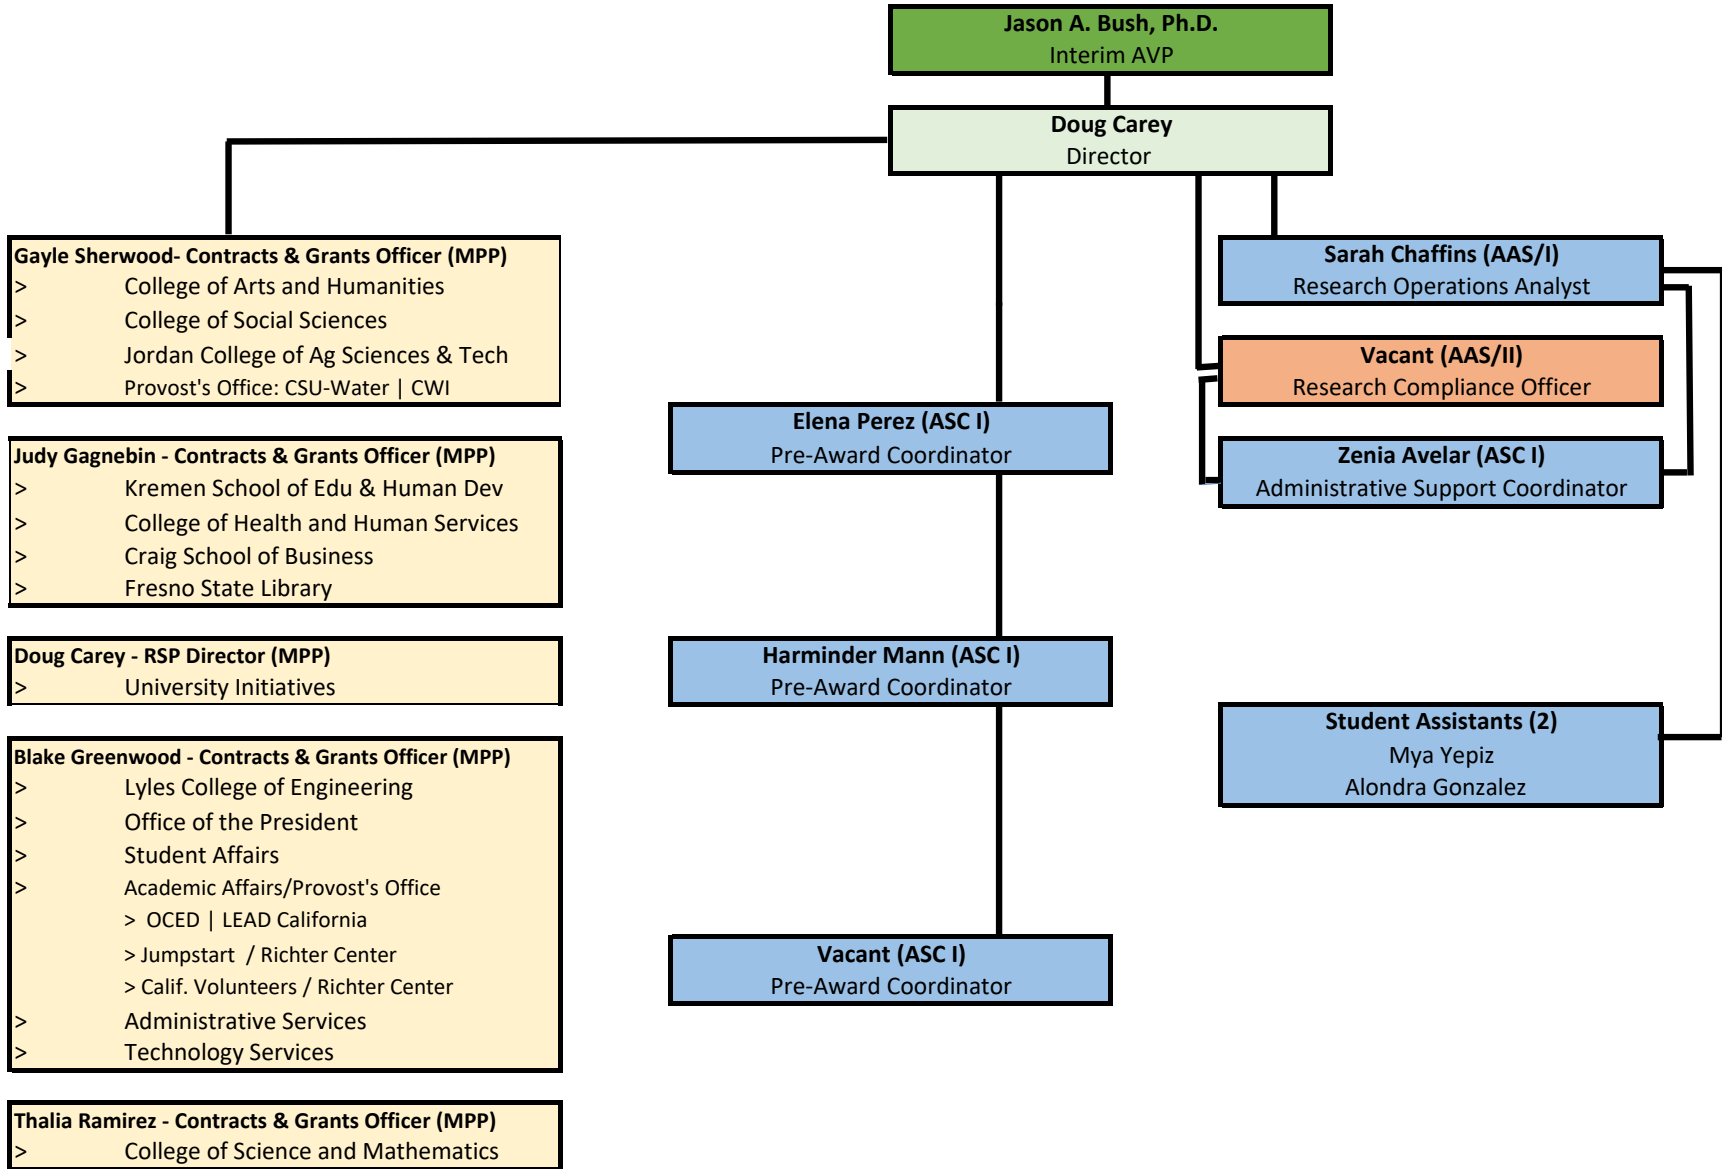 Jason A. Bush, Ph.D.
Interim AVP
Doug Carey
Director
Gayle Sherwood- Contracts & Grants Officer (MPP)
> College of Arts and Humanities
> College of Social Sciences
> Jordan College of Ag Sciences & Tech
> Provost's Office: CSU-Water | CWI
Judy Gagnebin - Contracts & Grants Officer (MPP)
> Kremen School of Edu & Human Dev
> College of Health and Human Services
> Craig School of Business
> Fresno State Library
Doug Carey - RSP Director (MPP)
> University Initiatives
Blake Greenwood - Contracts & Grants Officer (MPP)
> Lyles College of Engineering
> Office of the President
> Student Affairs
> Academic Affairs/Provost's Office
> OCED | LEAD California
> Jumpstart / Richter Center
> Calif. Volunteers / Richter Center
> Administrative Services
> Technology Services
Thalia Ramirez - Contracts & Grants Officer (MPP)
> College of Science and Mathematics
Elena Perez (ASC I)
Pre-Award Coordinator
Harminder Mann (ASC I)
Pre-Award Coordinator
Vacant (ASC I)
Pre-Award Coordinator
Sarah Chaffins (AAS/I)
Research Operations Analyst
Vacant (AAS/II)
Research Compliance Officer
Zenia Avelar (ASC I)
Administrative Support Coordinator
Student Assistants (2)
Mya Yepiz
Alondra Gonzalez